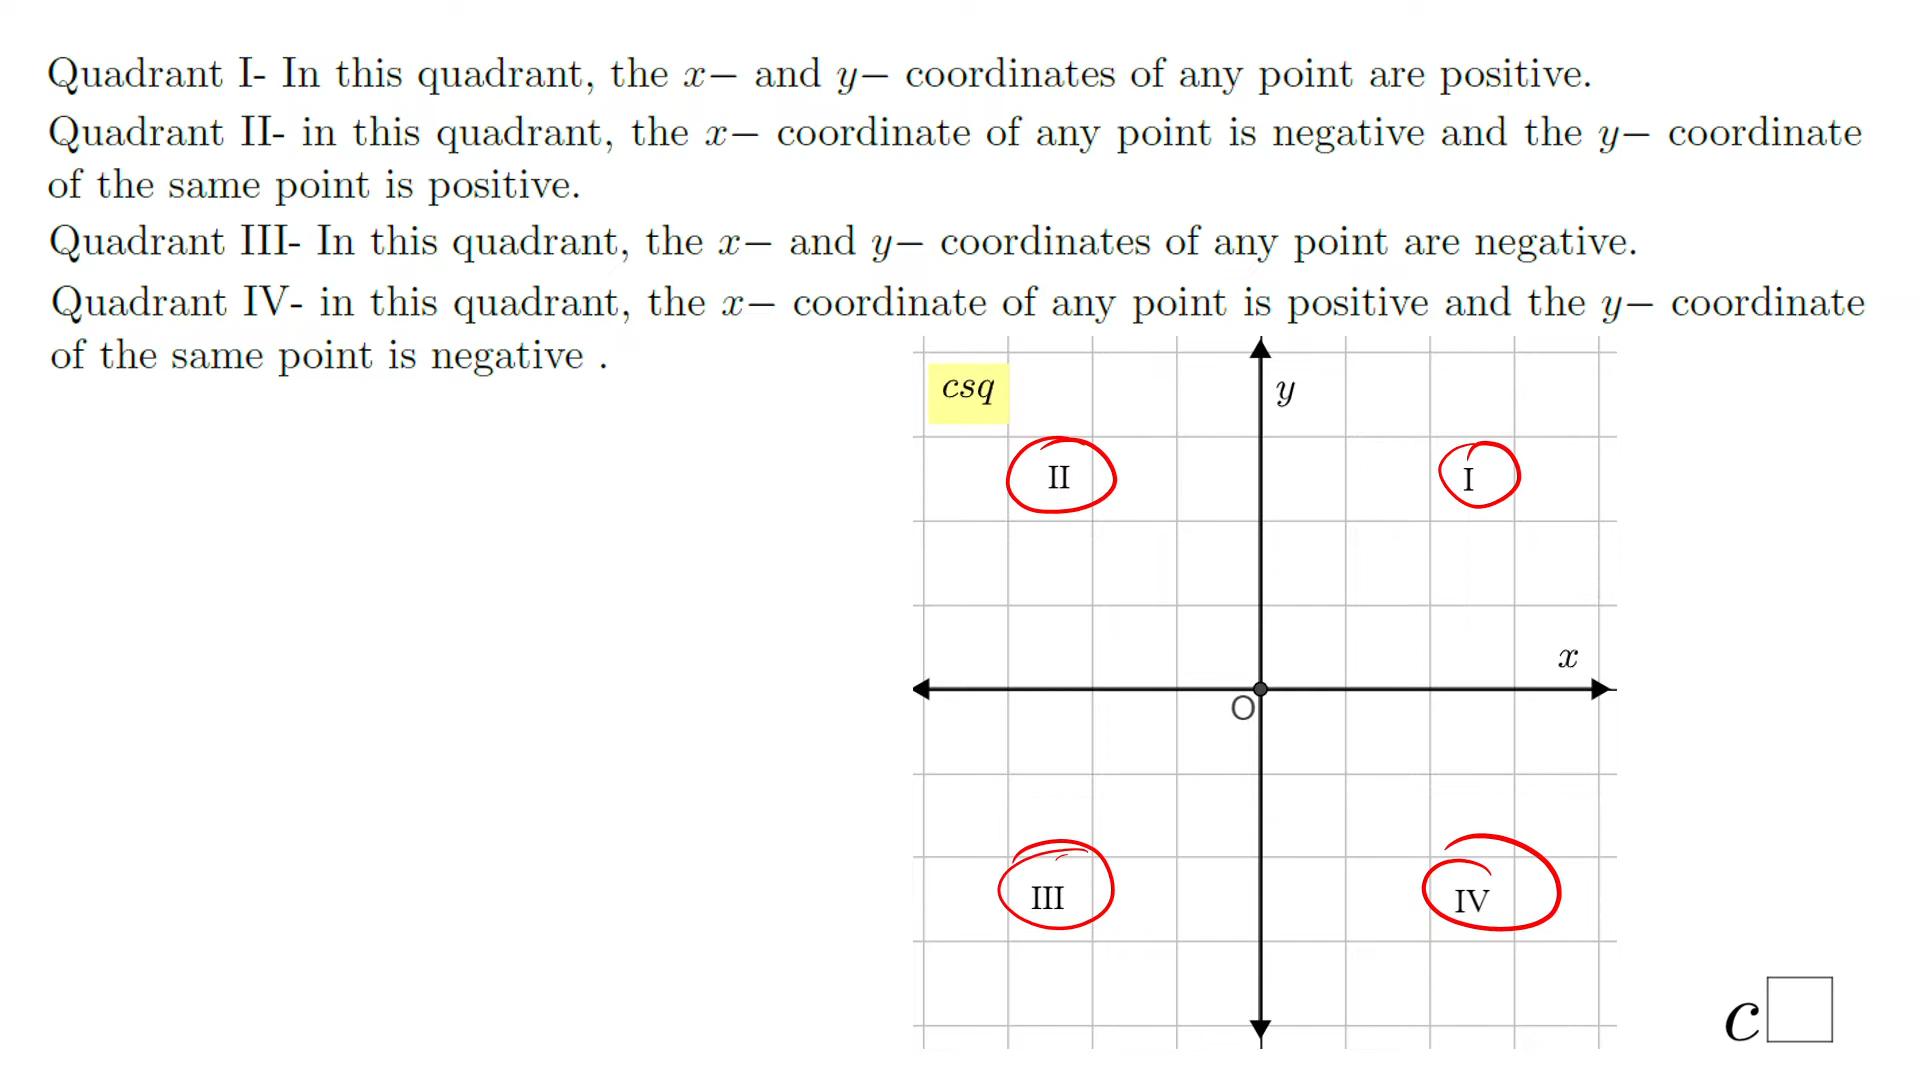 Quadrant I- In this quadrant, the x− and y− coordinates of any point are positive.
Quadrant II- in this quadrant, the x− coordinate of any point is negative and the y− coordinate
of the same point is positive.
Quadrant III- In this quadrant, the x− and y− coordinates of any point are negative.
Quadrant IV- in this quadrant, the x− coordinate of any point is positive and the y− coordinate
of the same point is negative .
csq
y
II
I
x
O
III
IV
c